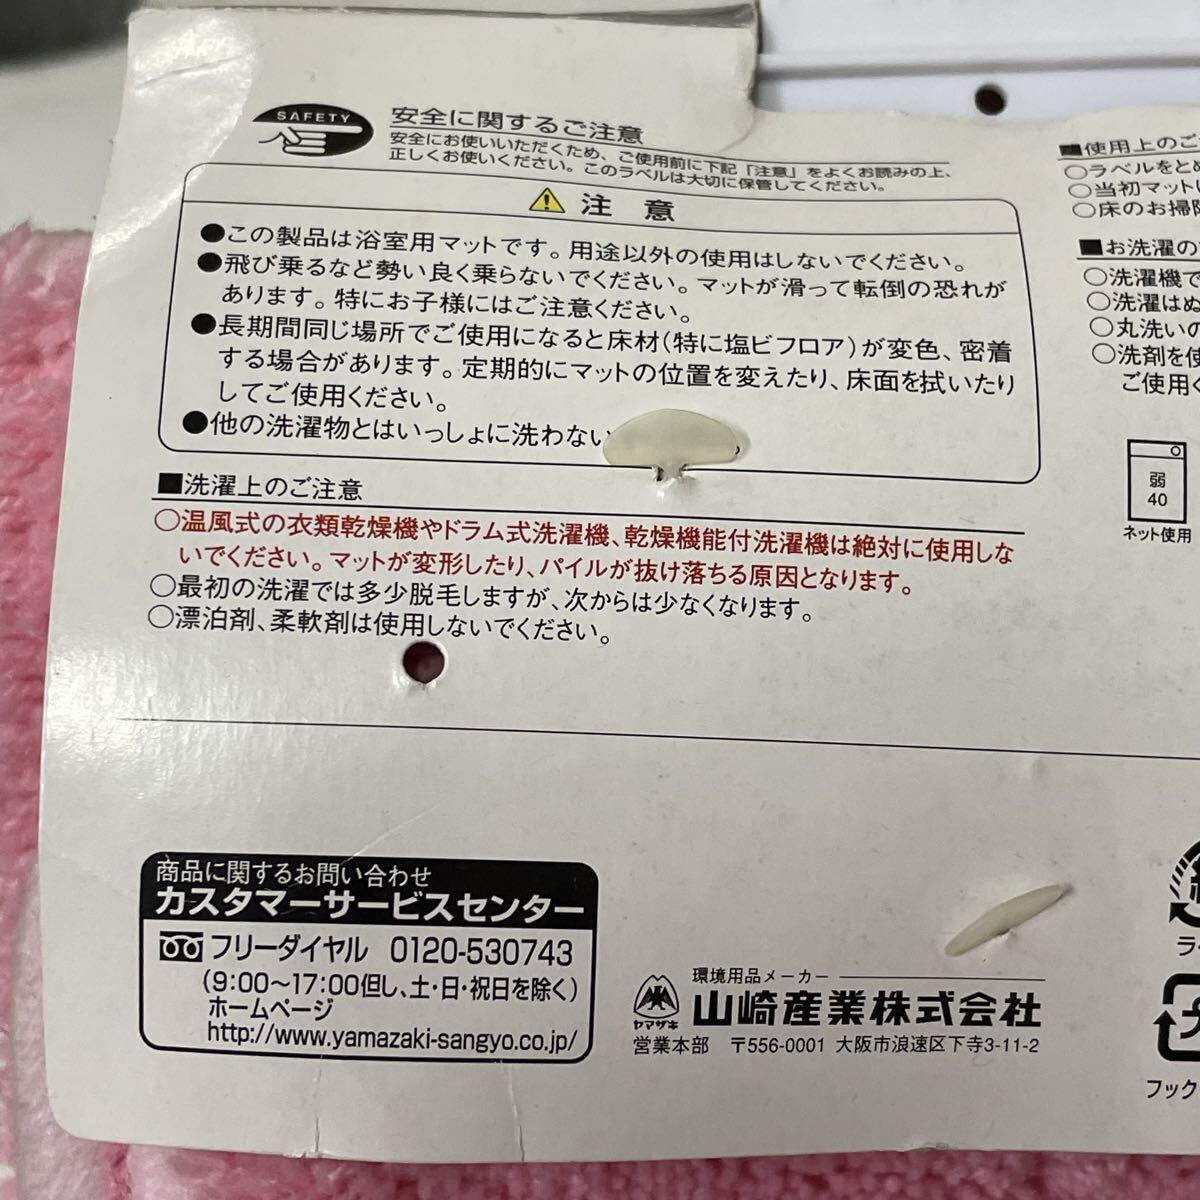 SAFETY
安全に関するご注意
安全にお使いいただくため、ご使用前に下記「注意」をよくお読みの上、
正しくお使いください。このラベルは大切に保管してください。
注 意
●この製品は浴室用マットです。用途以外の使用はしないでください。
●飛び乗るなど勢い良く乗らないでください。マットが滑って転倒の恐れが
あります。特にお子様にはご注意ください。
●長期間同じ場所でご使用になると床材(特に塩ビフロア)が変色、密着
する場合があります。定期的にマットの位置を変えたり、床面を拭いたり
してご使用ください。
●他の洗濯物とはいっしょに洗わない
■洗濯上のご注意
○温風式の衣類乾燥機やドラム式洗濯機、乾燥機能付洗濯機は絶対に使用しな
いでください。マットが変形したり、パイルが抜け落ちる原因となります。
○最初の洗濯では多少脱毛しますが、次からは少なくなります。
○漂泊剤、柔軟剤は使用しないでください。
■使用上のご
○ラベルをとめ
○当初マットに
○床のお掃除
■お洗濯の
○洗濯機で
○洗濯はぬ
○丸洗いの
○洗剤を使
ご使用く
弱
40
ネット使用
商品に関するお問い合わせ
カスタマーサービスセンター
フリーダイヤル 0120-530743
(9:00〜17:00但し、土・日・祝日を除く)
ホームページ
http://www.yamazaki-sangyo.co.jp/
環境用品メーカー
ヤマザキ
山崎産業株式会社
営業本部 〒556-0001 大阪市浪速区下寺3-11-2
フック